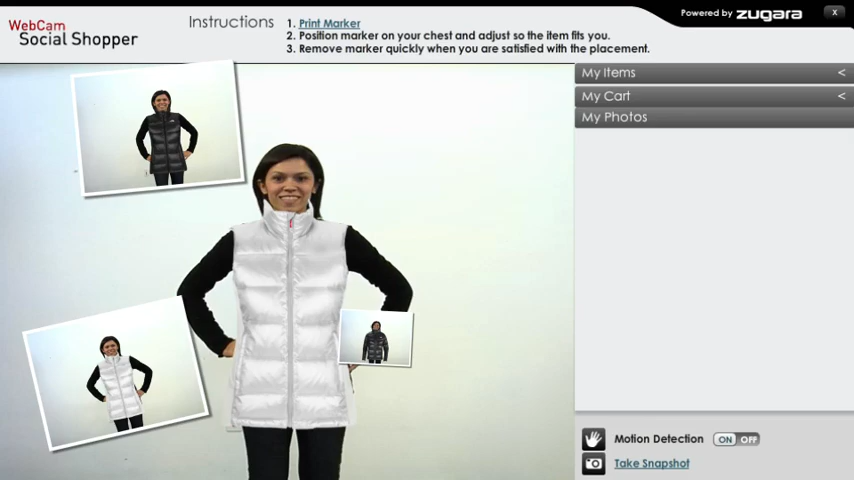 WebCam
Social Shopper
Instructions
1. Print Marker
2. Position marker on your chest and adjust so the item fits you.
3. Remove marker quickly when you are satisfied with the placement.
Powered by zugara
X
My Items <
My Cart <
My Photos
Motion Detection ON OFF
Take Snapshot